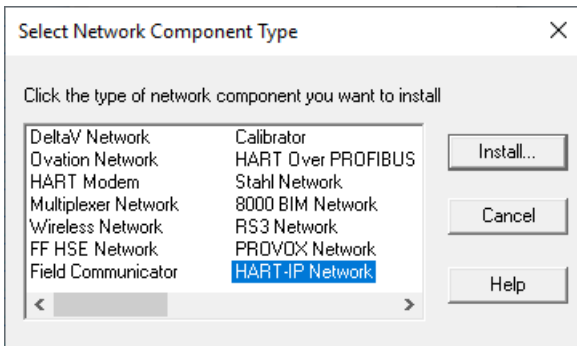 Select Network Component Type
Click the type of network component you want to install
DeltaV Network
Ovation Network
HART Modem
Multiplexer Network
Wireless Network
FF HSE Network
Field Communicator
Calibrator
HART Over PROFIBUS
Stahl Network
8000 BIM Network
RS3 Network
PROVOX Network
HART-IP Network
Install...
Cancel
Help